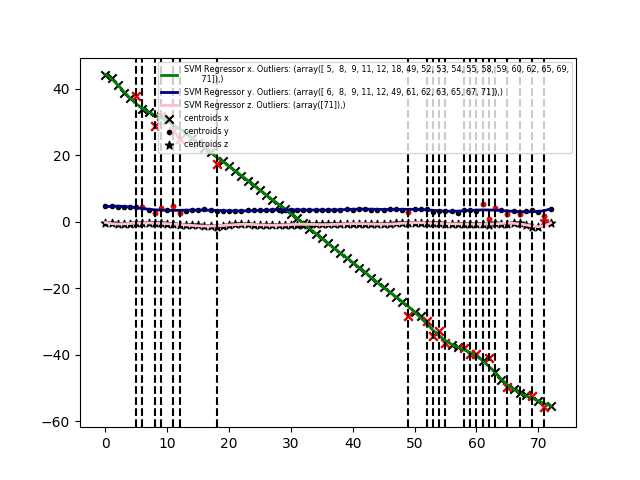 SVM Regressor x. Outliers: (array([ 5,  8,  9, 11, 12, 18, 49, 52, 53, 54, 55, 58, 59, 60, 62, 65, 69,
71]),)
SVM Regressor y. Outliers: (array([ 6,  8,  9, 11, 12, 49, 61, 62, 63, 65, 67, 71]),)
SVM Regressor z. Outliers: (array([71]),)
centroids x
centroids y
centroids z
40
20
0
−20
−40
−60
0 10 20 30 40 50 60 70